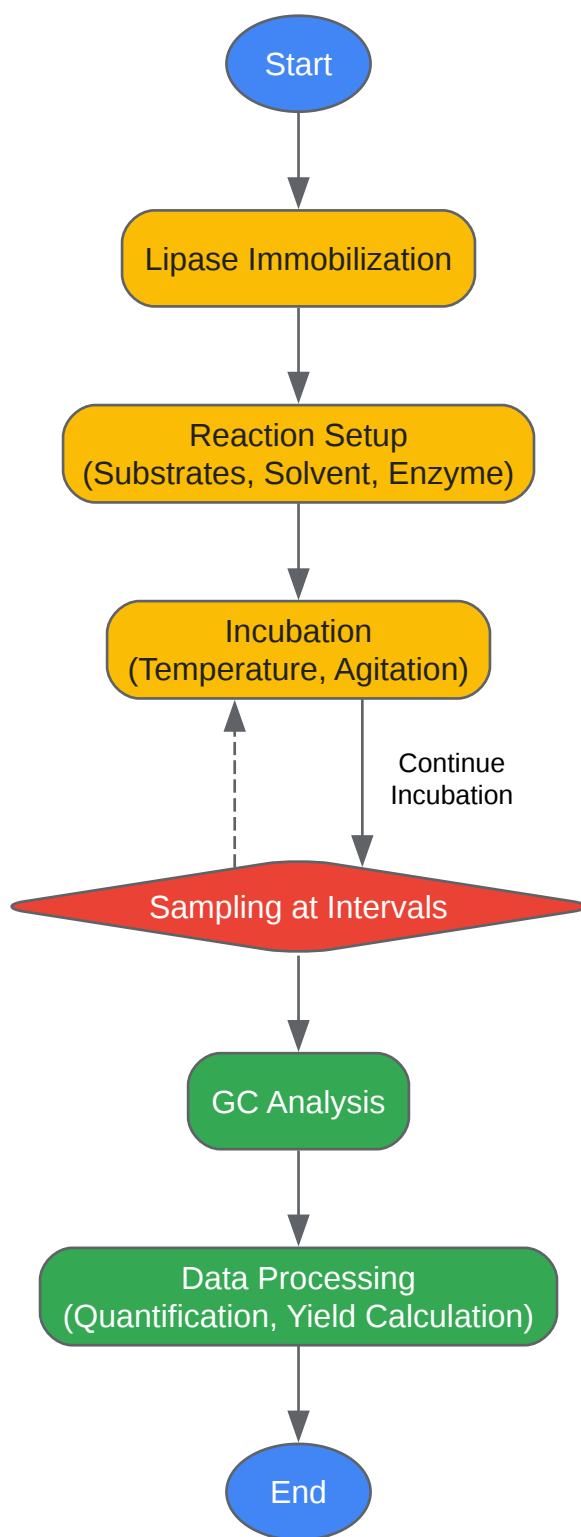 Start
Lipase Immobilization
Reaction Setup
(Substrates, Solvent, Enzyme)
Incubation
(Temperature, Agitation)
Continue
Incubation
Sampling at Intervals
GC Analysis
Data Processing
(Quantification, Yield Calculation)
End